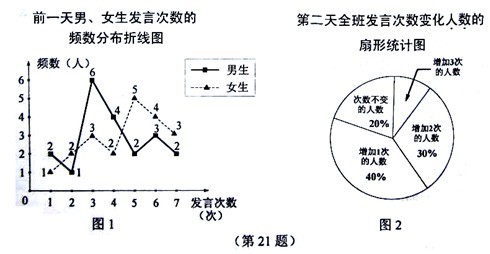 前一天男、女生发言次数的
频数分布折线图
频数（人）
男生
女生
6
5
4
3
2
1
0
2
1
6
4
2
3
2
1
2
3
2
5
4
3
1 2 3 4 5 6 7
发言次数
（次）
图1
第二天全班发言次数变化人数的
扇形统计图
增加3次
的人数
次数不变
的人数
20%
增加2次
的人数
30%
增加1次
的人数
40%
图2
（第21题）